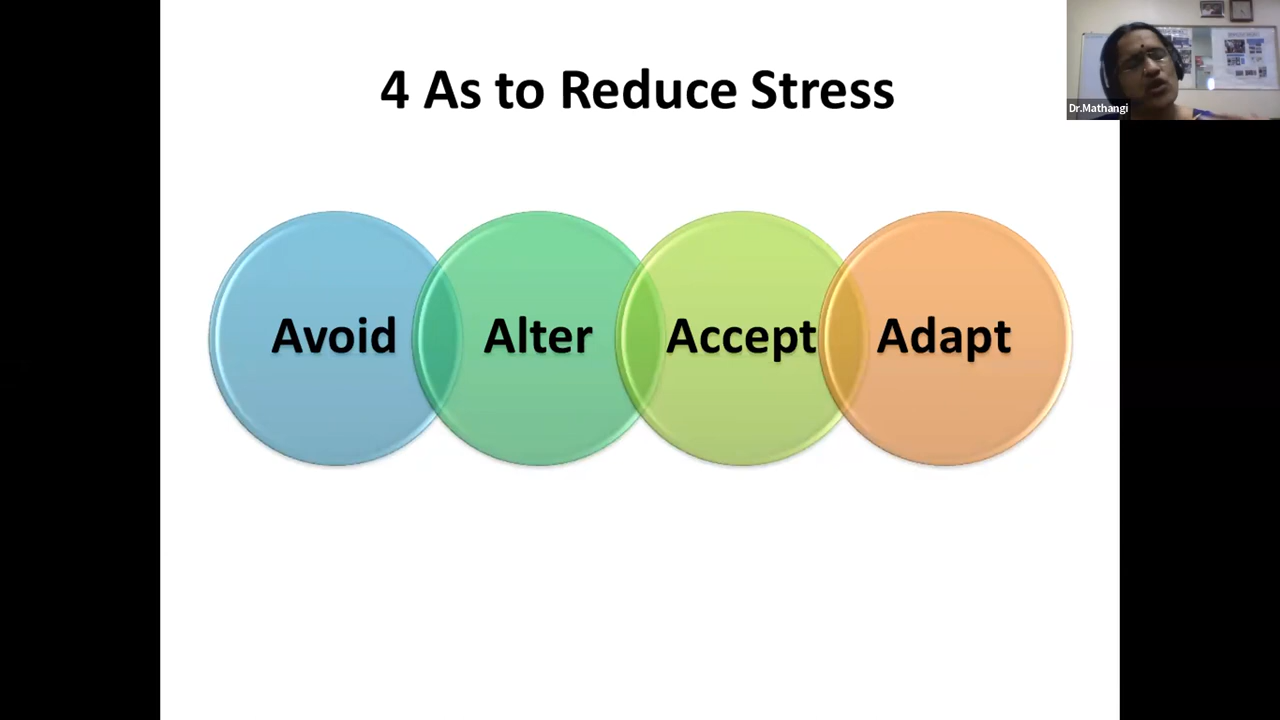 4 As to Reduce Stress
Dr.Mathangi
Avoid
Alter
Accept
Adapt